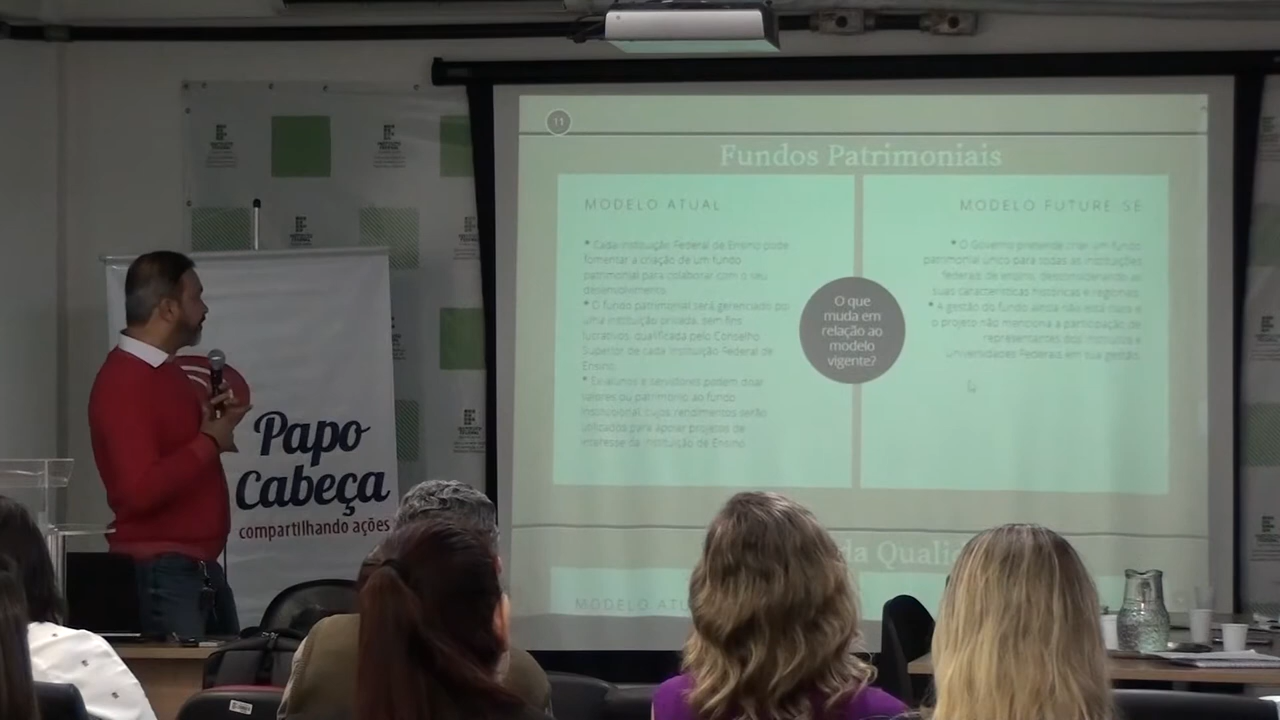 11
Fundos Patrimoniais
MODELO ATUAL
* Cada Instituição Federal de Ensino pode
fomentar a criação de um fundo
patrimonial para colaborar com o seu
desenvolvimento.
* O fundo patrimonial será gerenciado por
uma instituição privada, sem fins
lucrativos, qualificada pelo Conselho
Superior de cada Instituição Federal de
Ensino.
* Ex-alunos e servidores podem doar
valores ou patrimônio ao fundo
institucional cujos rendimentos serão
utilizados para apoiar projetos de
interesse da Instituição de Ensino
O que
muda em
relação ao
modelo
vigente?
MODELO FUTURE-SE
* O Governo pretende criar um fundo
patrimonial único para todas as instituições
federais de ensino, desconsiderando as
suas características históricas e regionais.
* A gestão do fundo ainda não está clara e
o projeto não menciona a participação de
representantes dos Institutos e
universidades Federais em sua gestão.
da Quali
MODELO ATU
Papo
Cabeça
compartilhando ações